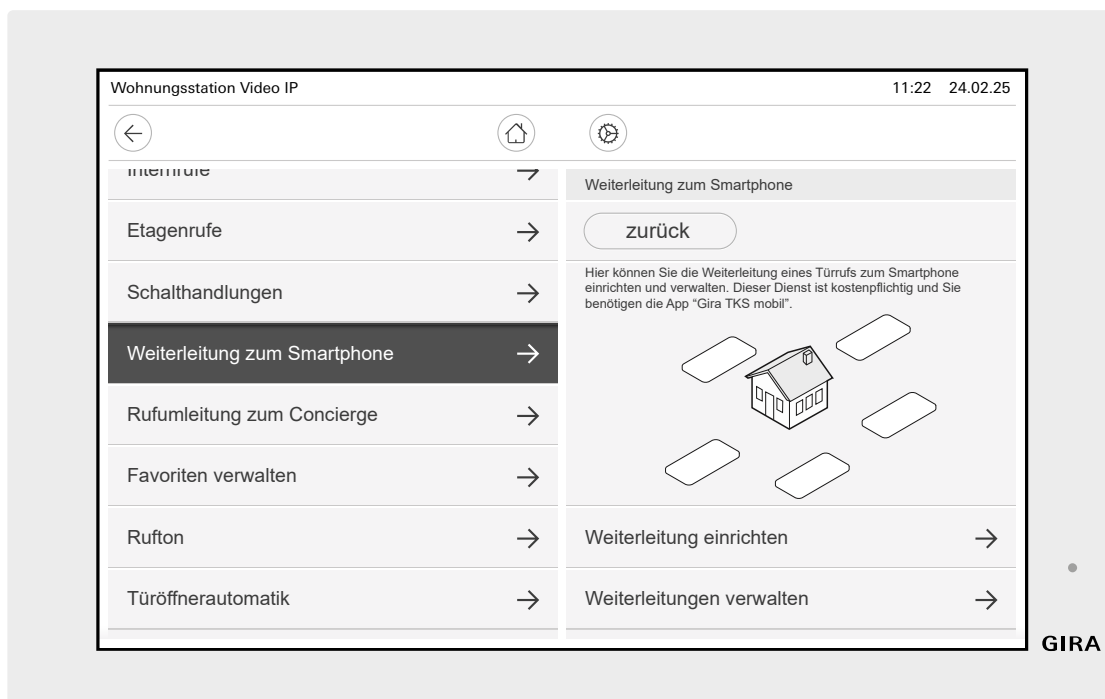 Wohnungsstation Video IP
11:22 24.02.25
Internrufe
Etagenrufe
Schalthandlungen
Weiterleitung zum Smartphone
Rufumleitung zum Concierge
Favoriten verwalten
Rufton
Türöffnerautomatik
Weiterleitung zum Smartphone
zurück
Hier können Sie die Weiterleitung eines Türrufs zum Smartphone
einrichten und verwalten. Dieser Dienst ist kostenpflichtig und Sie
benötigen die App “Gira TKS mobil”.
Weiterleitung einrichten
Weiterleitungen verwalten
GIRA